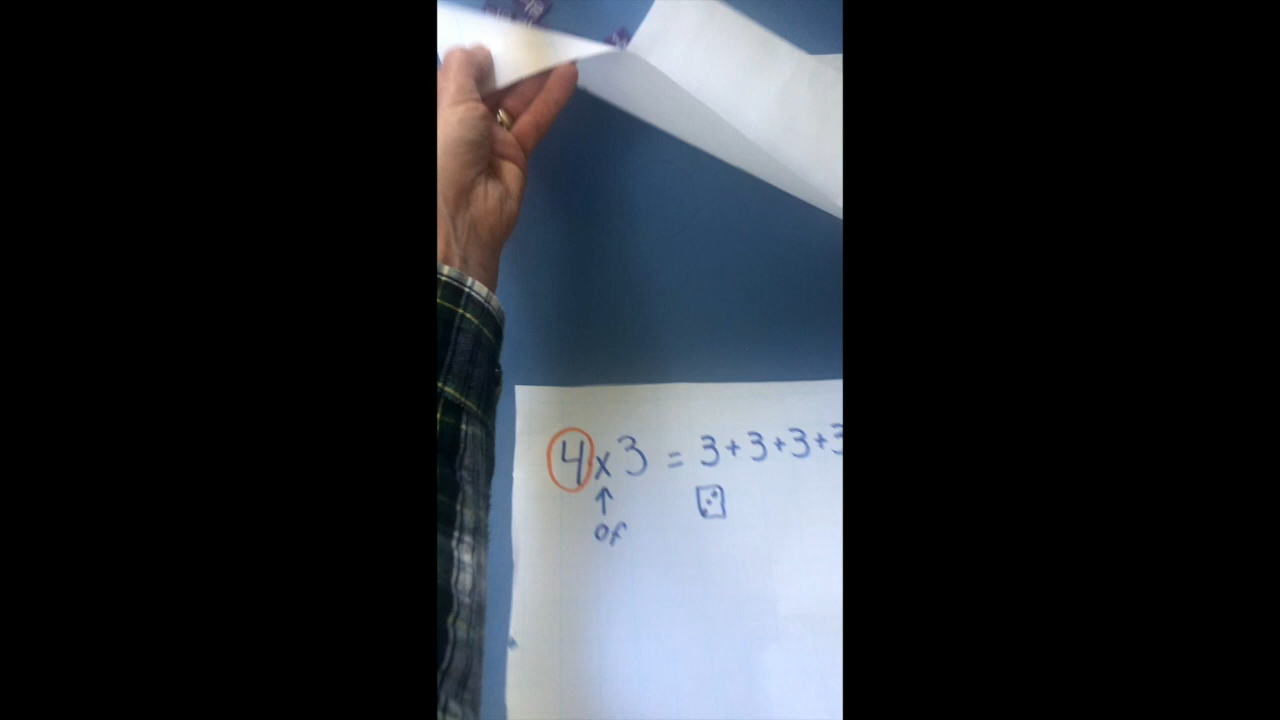 4 x 3 = 3 + 3 + 3 + 3
↑
of